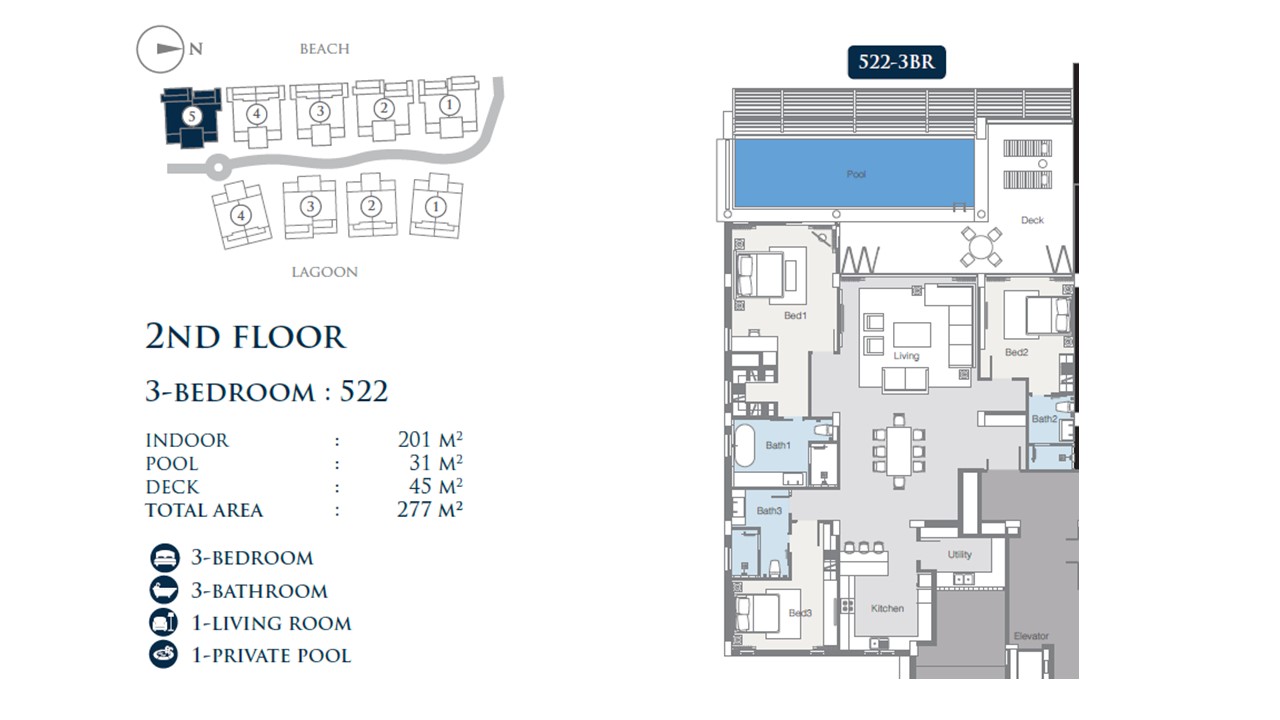 N
BEACH
5
4
3
2
1
4
3
2
1
LAGOON
2ND FLOOR
3-BEDROOM : 522
INDOOR : 201 M²
POOL : 31 M²
DECK : 45 M²
TOTAL AREA : 277 M²
3-BEDROOM
3-BATHROOM
1-LIVING ROOM
1-PRIVATE POOL
522-3BR
Pool
Deck
Bed1
Living
Bed2
Bath2
Bath1
Bath3
Utility
Kitchen
Bed3
Elevator